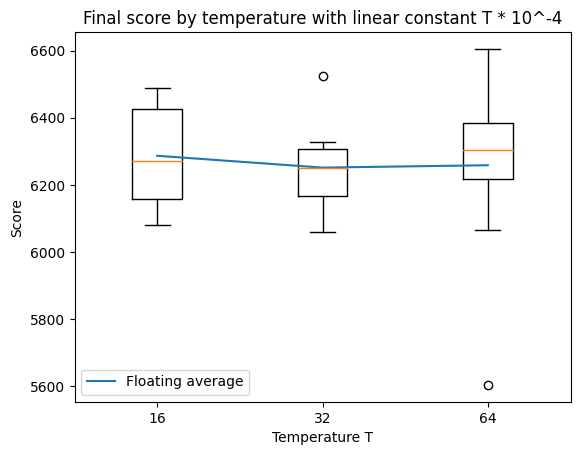 Final score by temperature with linear constant T * 10^-4
6600
6400
6200
6000
5800
5600
Score
Floating average
16
32
64
Temperature T